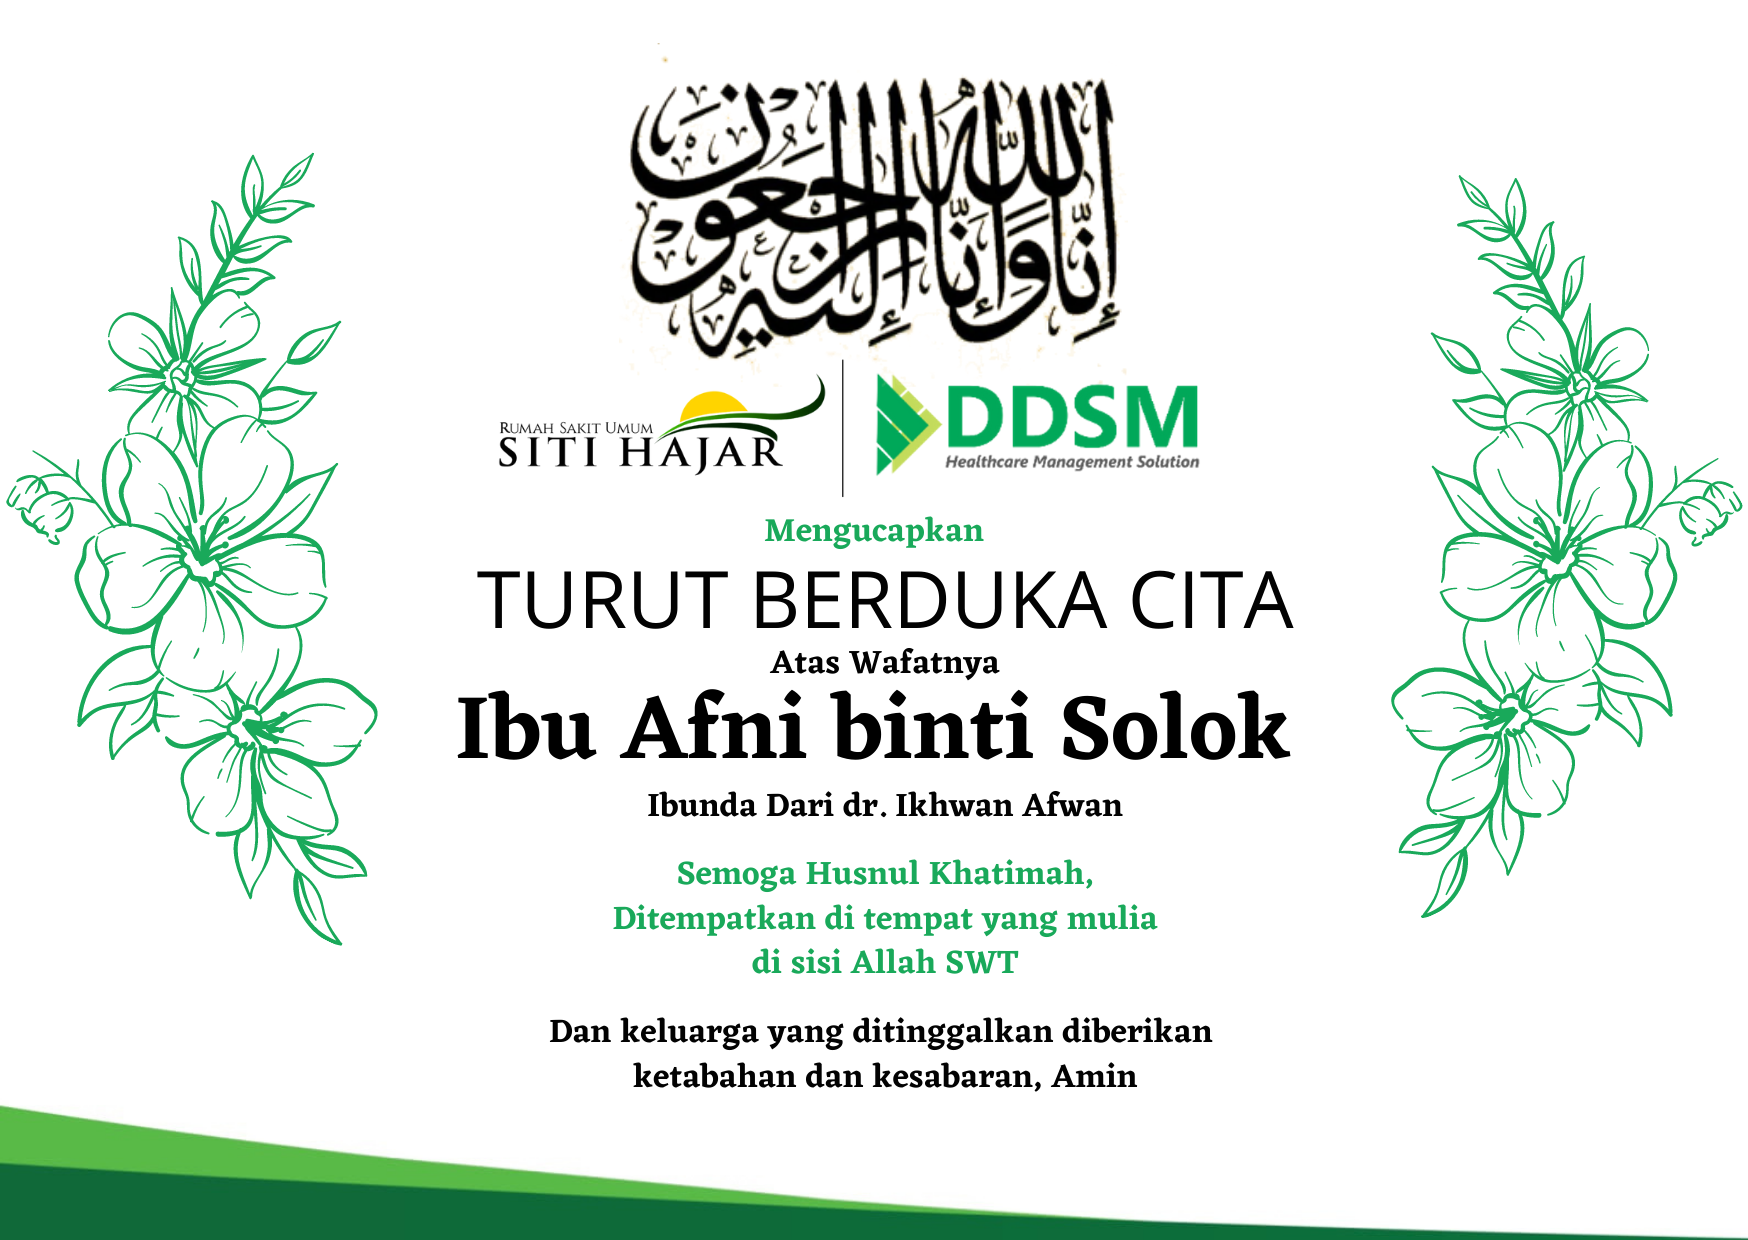 إنا لله وإنا إليه راجعون
RUMAH SAKIT UMUM
SITI HAJAR
DDSM
Healthcare Management Solution
Mengucapkan
TURUT BERDUKA CITA
Atas Wafatnya
Ibu Afni binti Solok
Ibunda Dari dr. Ikhwan Afwan
Semoga Husnul Khatimah,
Ditempatkan di tempat yang mulia
di sisi Allah SWT
Dan keluarga yang ditinggalkan diberikan
ketabahan dan kesabaran, Amin